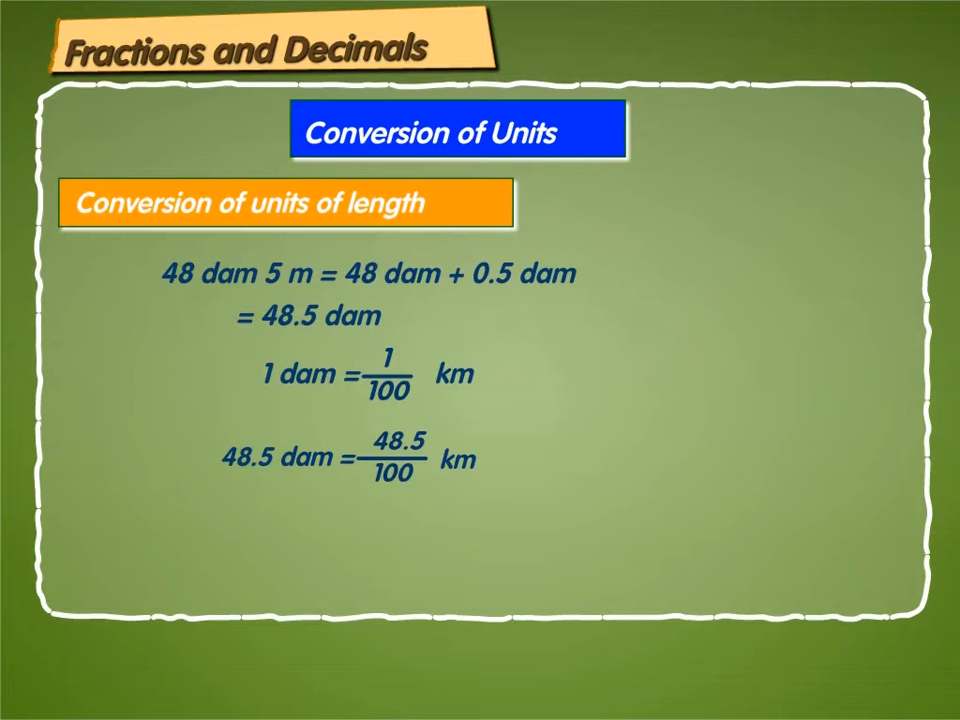 Fractions and Decimals
Conversion of Units
Conversion of units of length
48 dam 5 m = 48 dam + 0.5 dam
= 48.5 dam
1 dam = 1/100 km
48.5 dam = 48.5/100 km